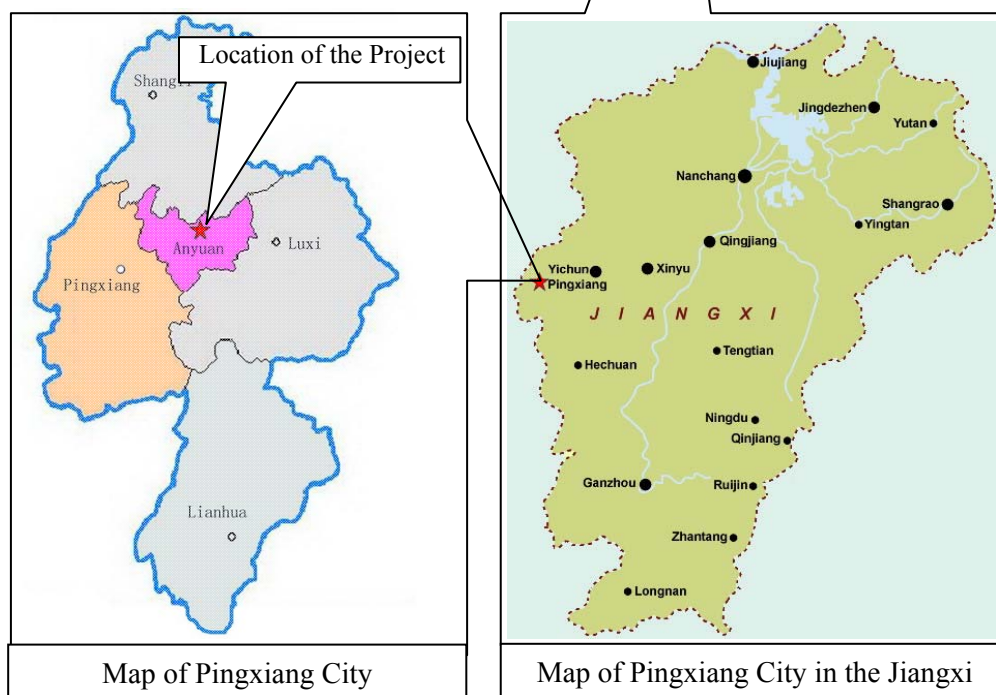 Location of the Project
Anyuan
Luxi
Pingxiang
Lianhua
Map of Pingxiang City
Jiujiang
Jingdezhen
Yutan
Nanchang
Shangrao
Yingtan
Qingjiang
Yichun
Xinyu
Pingxiang
JIANGXI
Tengtian
Hechuan
Ningdu
Qinjiang
Ganzhou
Ruijin
Zhantang
Longnan
Map of Pingxiang City in the Jiangxi